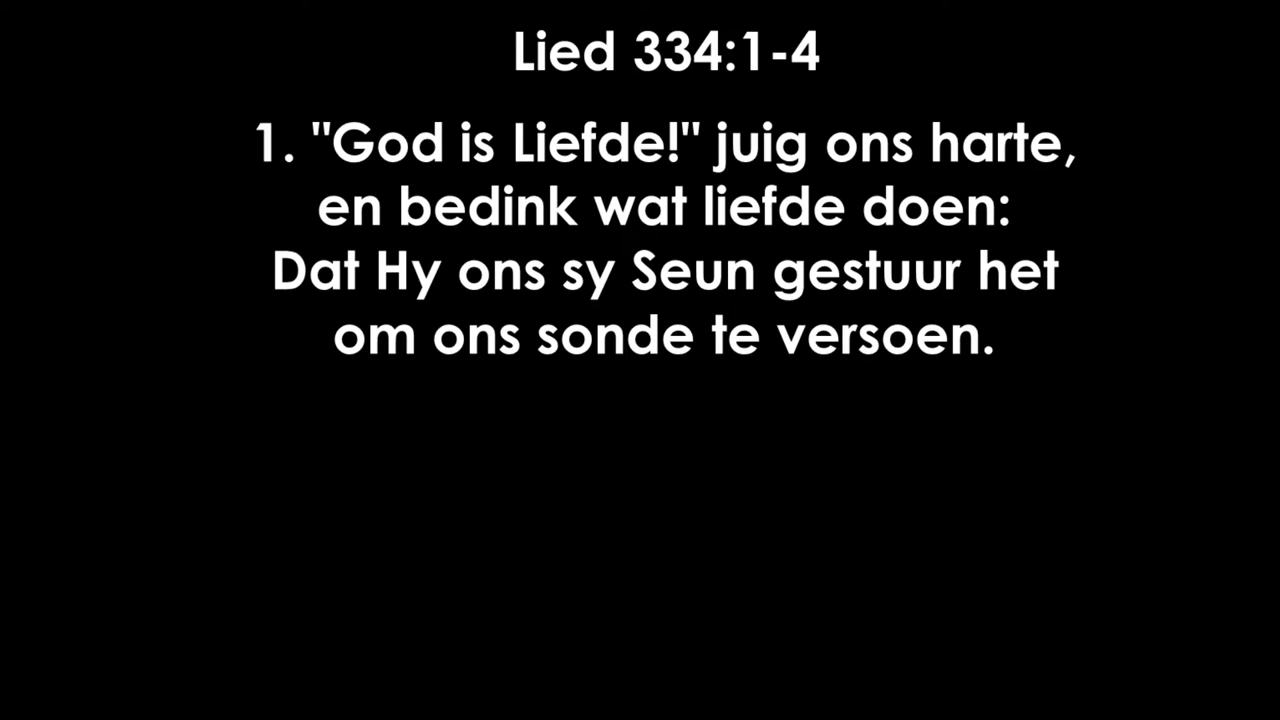 Lied 334:1-4
1. "God is Liefde!" juig ons harte,
en bedink wat liefde doen:
Dat Hy ons sy Seun gestuur het
om ons sonde te versoen.